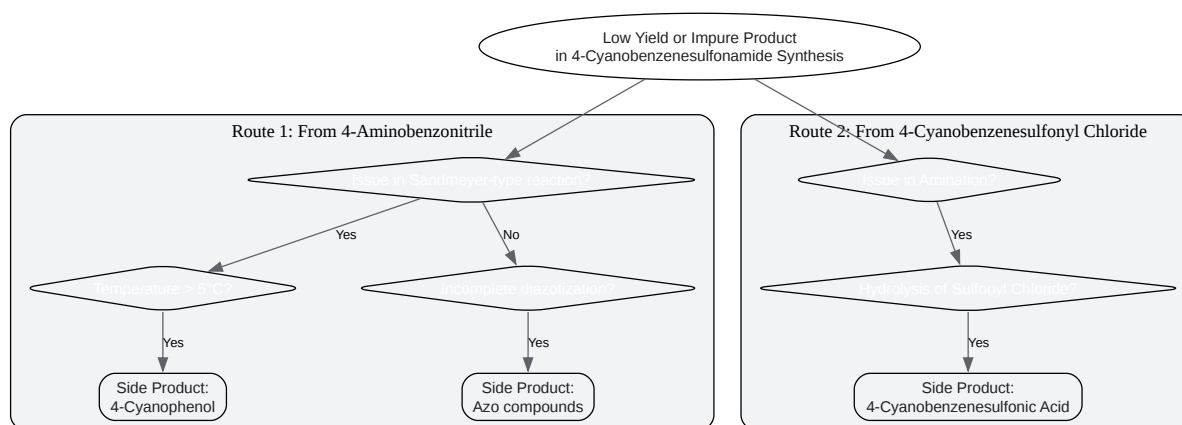 Low Yield or Impure Product
in 4-Cyanobenzenesulfonamide Synthesis
Route 1: From 4-Aminobenzonitrile
Route 2: From 4-Cyanobenzenesulfonyl Chloride
Issue in Sandmeyer-type reaction?
Issue in Amination?
Yes
No
Yes
Temperature > 5°C?
Incomplete diazotization?
Hydrolysis of Sulfonyl Chloride?
Yes
Yes
Yes
Side Product:
4-Cyanophenol
Side Product:
Azo compounds
Side Product:
4-Cyanobenzenesulfonic Acid